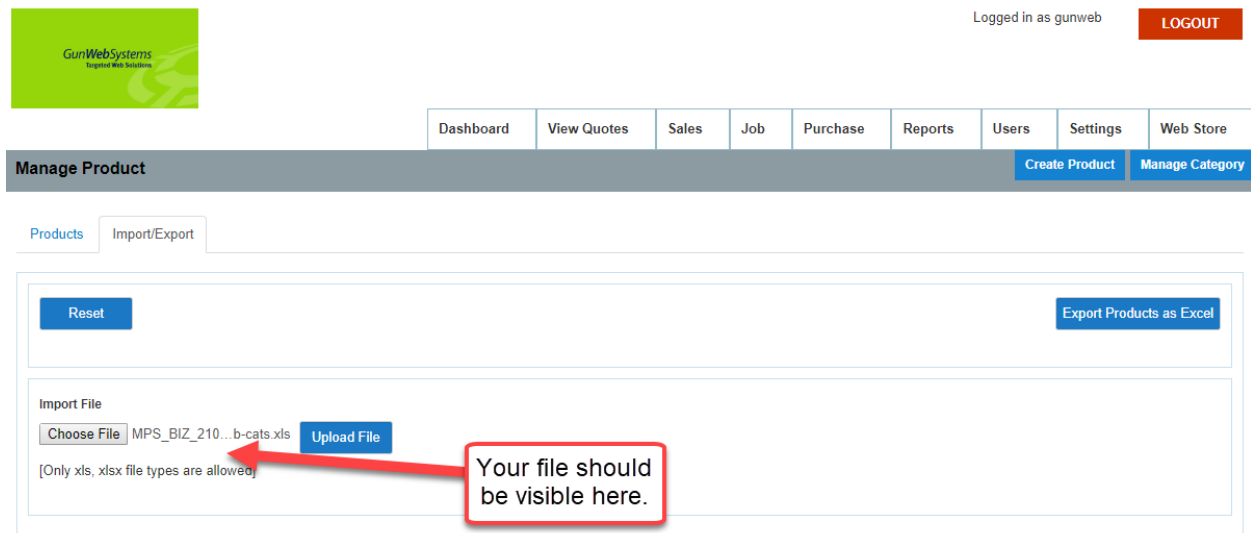 Logged in as gunweb
LOGOUT
GunWebSystems
Targeted Web Solutions
Dashboard View Quotes Sales Job Purchase Reports Users Settings Web Store
Manage Product
Create Product Manage Category
Products Import/Export
Reset
Export Products as Excel
Import File
Choose File MPS_BIZ_210...b-cats.xls Upload File
[Only xls, xlsx file types are allowed]
Your file should
be visible here.